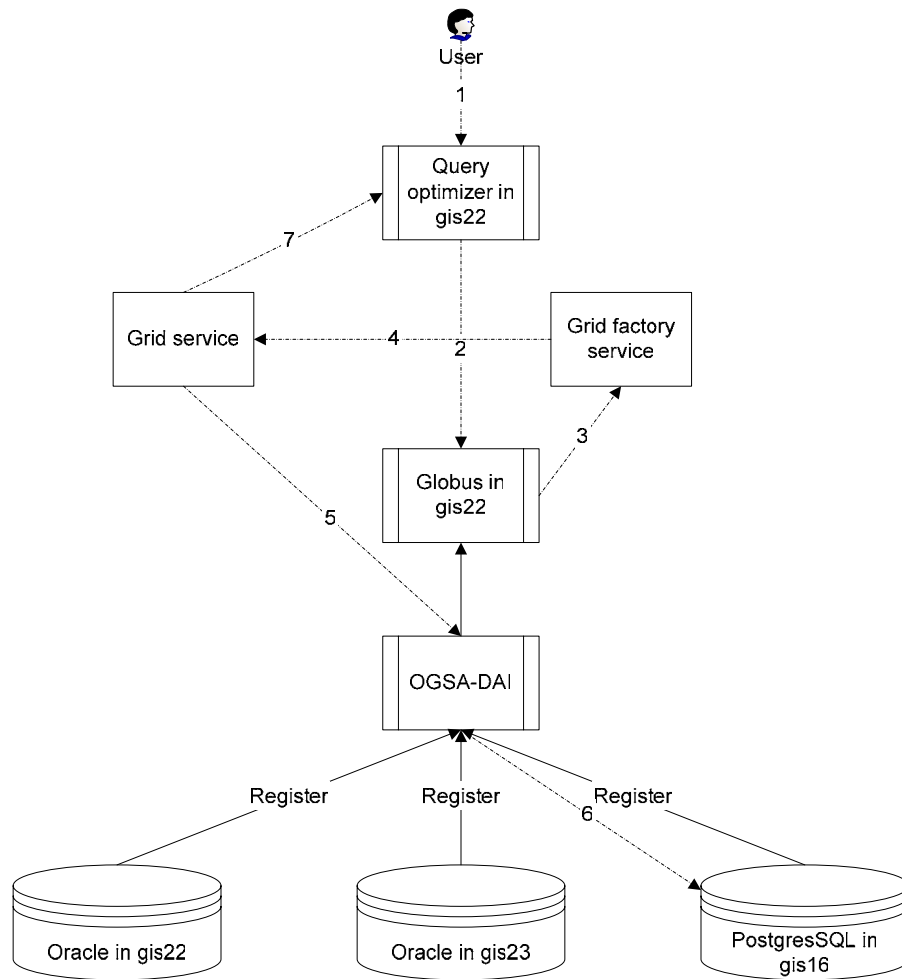 User
1
Query
optimizer in
gis22
7
Grid service
4
2
Grid factory
service
3
Globus in
gis22
5
OGSA-DAI
Register
Register
Register
6
Oracle in gis22
Oracle in gis23
PostgresSQL in
gis16